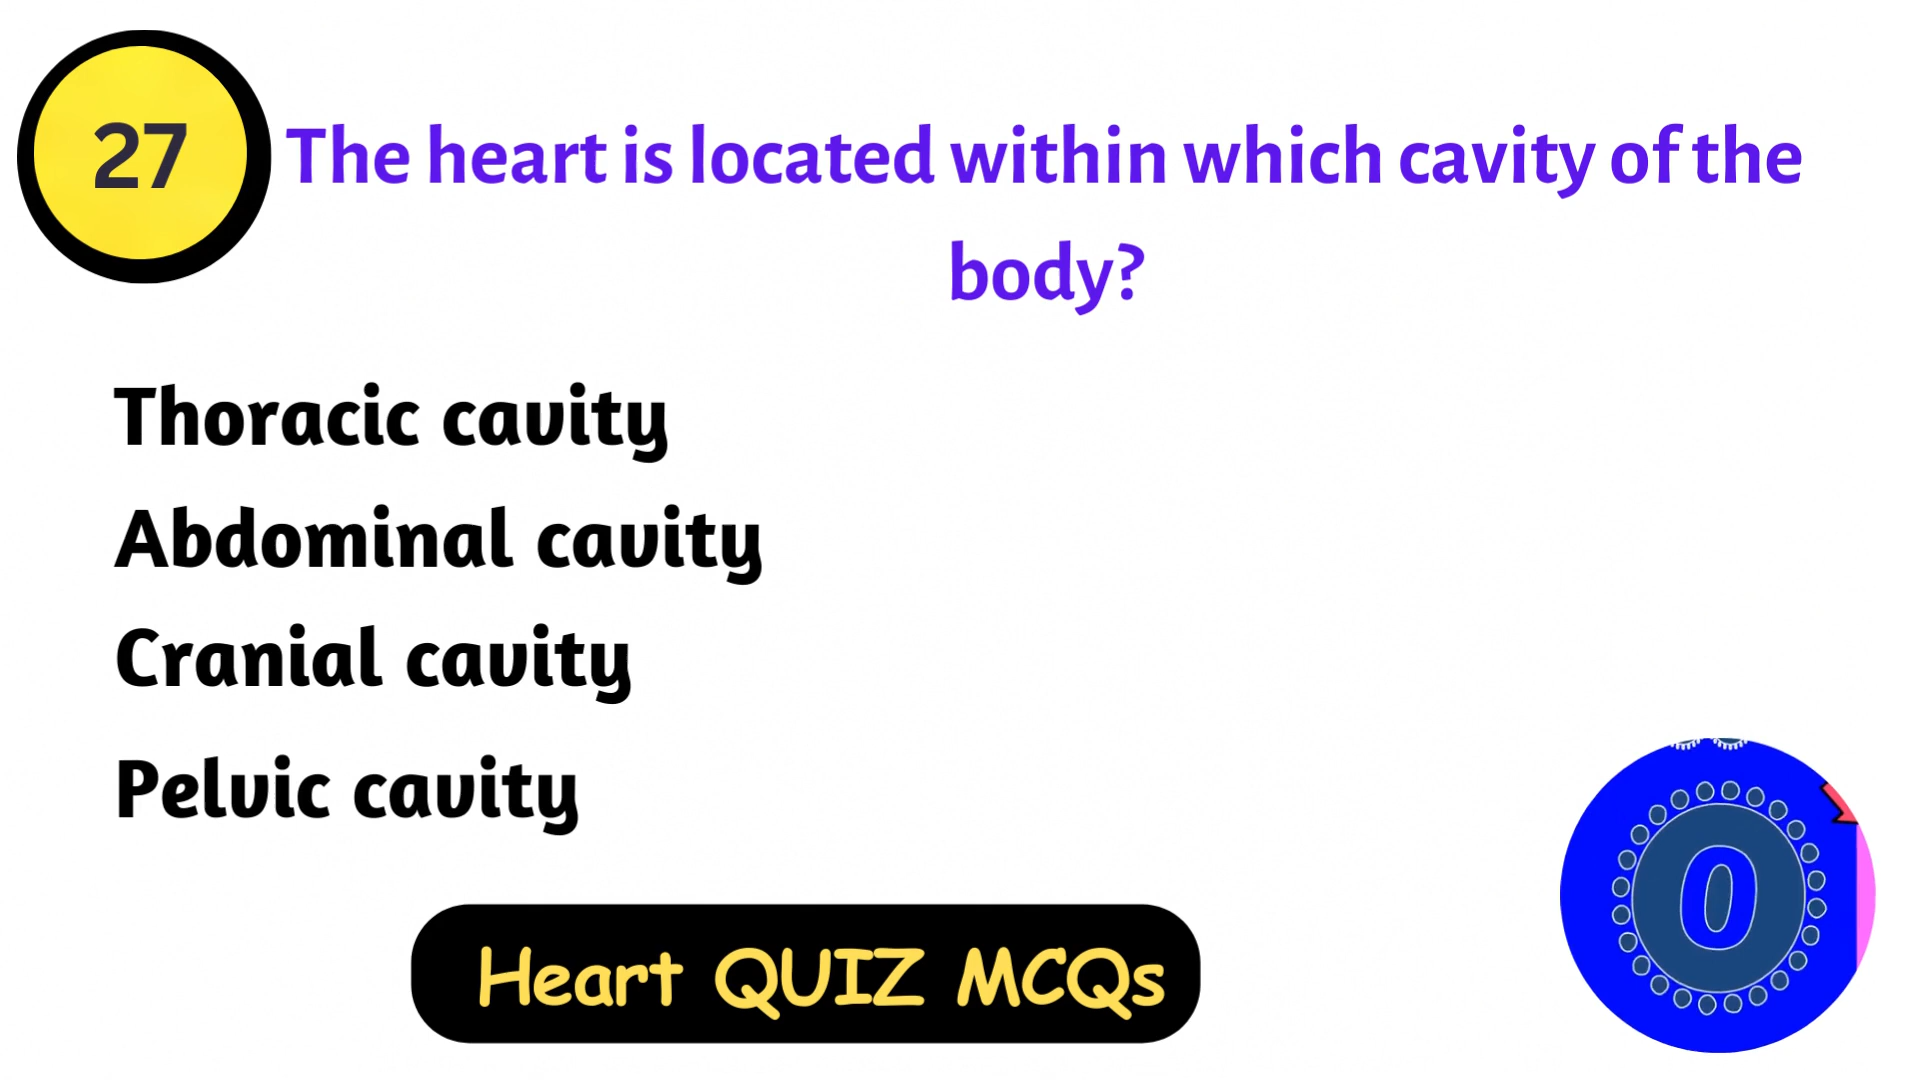 27
The heart is located within which cavity of the
body?
Thoracic cavity
Abdominal cavity
Cranial cavity
Pelvic cavity
Heart QUIZ MCQs
0